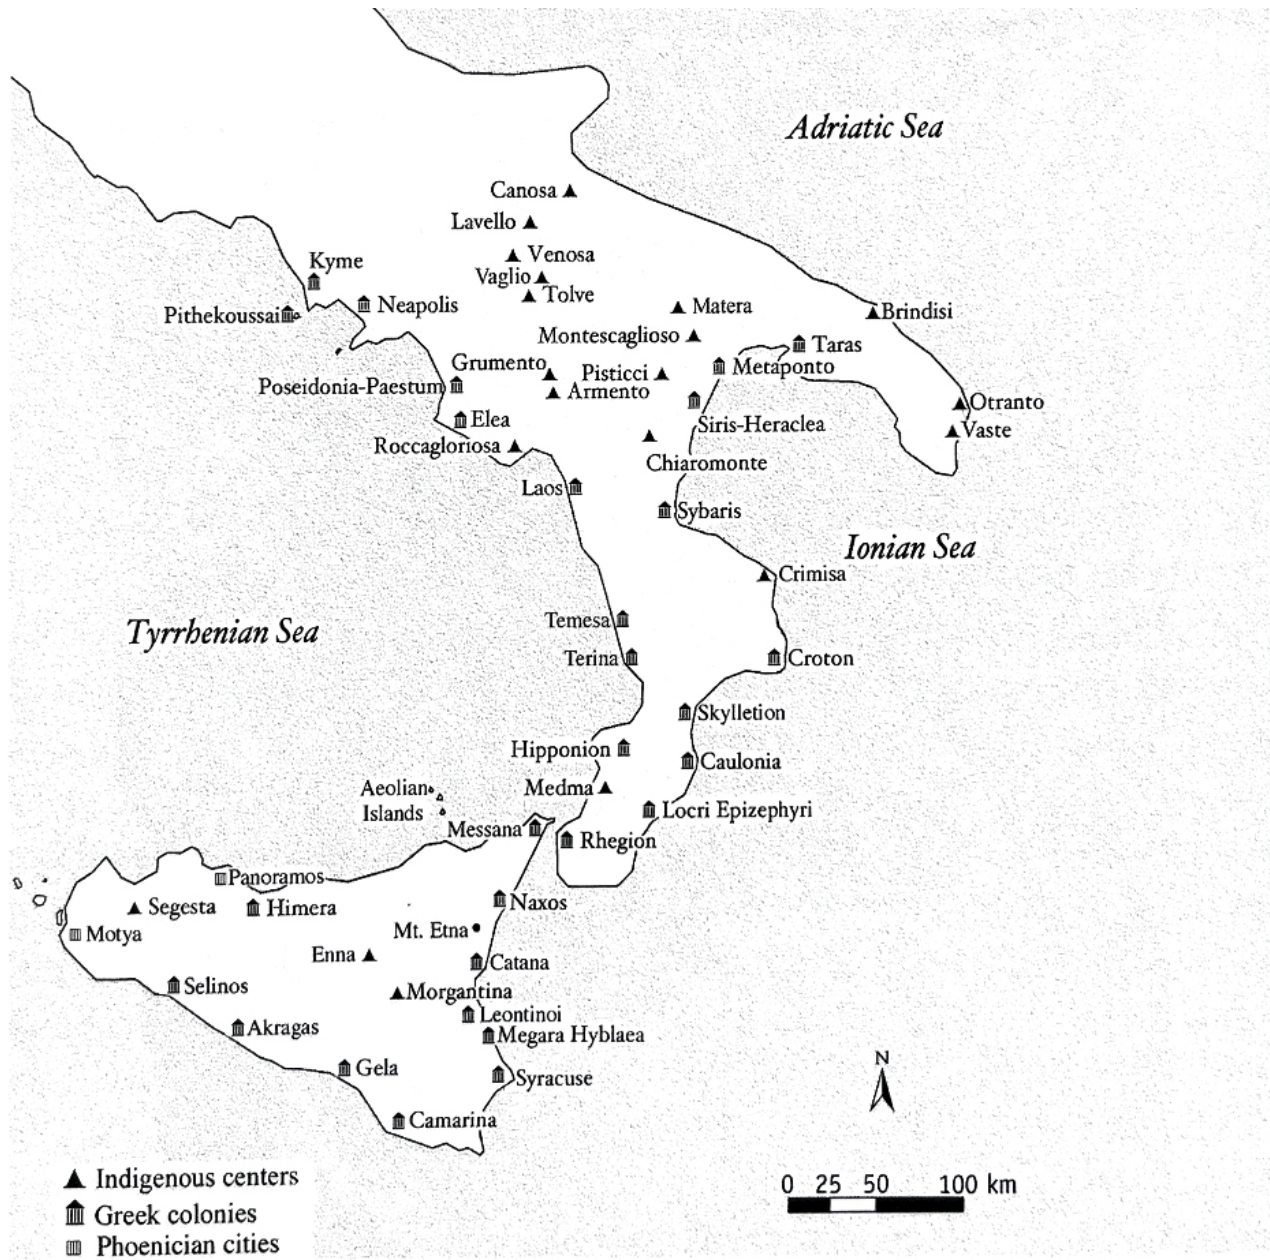 Adriatic Sea
Canosa
Lavello
Venosa
Kyme
Vaglio
Tolve
Neapolis
Matera
Brindisi
Pithekoussai
Montescaglioso
Taras
Grumento
Metaponto
Pisticci
Poseidonia-Paestum
Armento
Otranto
Elea
Siris-Heraclea
Vaste
Roccagloriosa
Chiaromonte
Laos
Sybaris
Ionian Sea
Crimisa
Temesa
Tyrrhenian Sea
Terina
Croton
Skylletion
Hipponion
Caulonia
Aeolian
Islands
Medma
Locri Epizephyri
Messana
Rhegion
Panoramos
Naxos
Segesta
Himera
Mt. Etna
Motya
Enna
Catana
Selinos
Morgantina
Leontinoi
Akragas
Megara Hyblaea
Gela
Syracuse
N
Camarina
Indigenous centers
Greek colonies
Phoenician cities
0 25 50 100 km